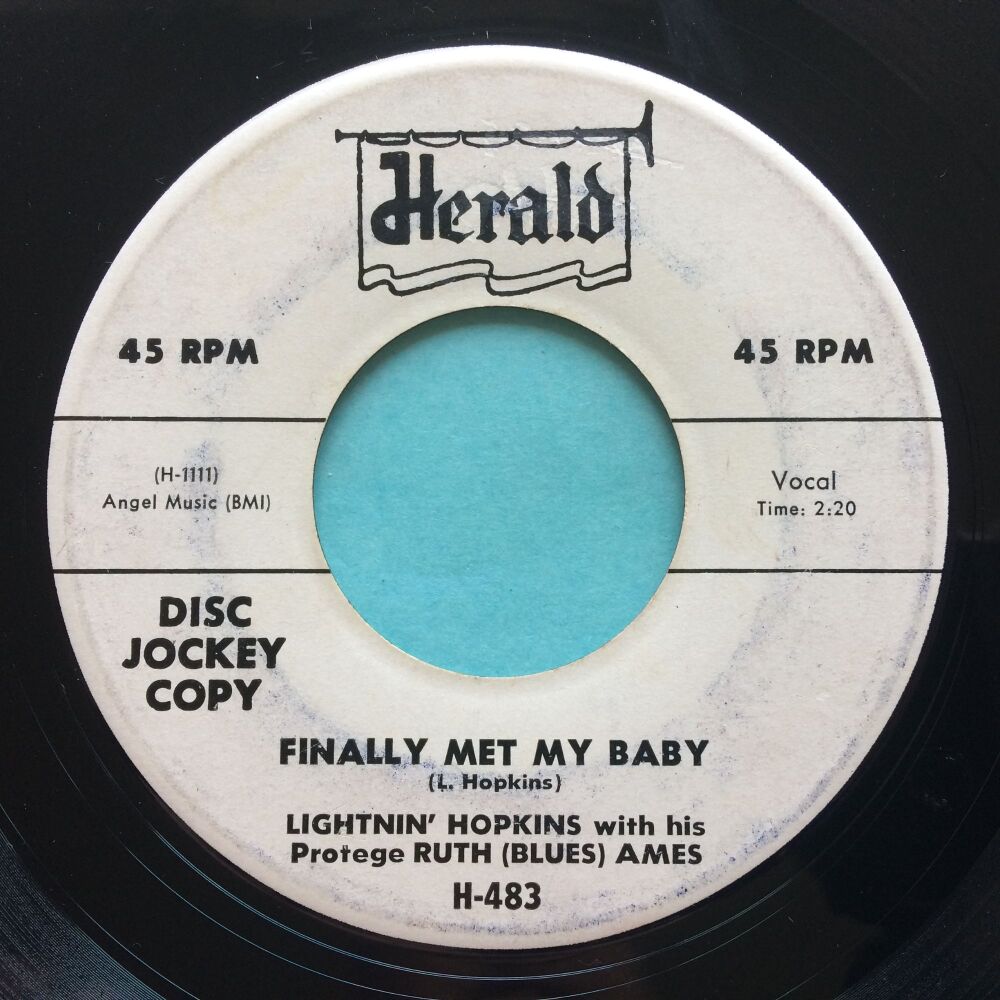 Herald
45 RPM
45 RPM
(H-1111)
Angel Music (BMI)
Vocal
Time: 2:20
DISC
JOCKEY
COPY
FINALLY MET MY BABY
(L. Hopkins)
LIGHTNIN' HOPKINS with his
Protege RUTH (BLUES) AMES
H-483